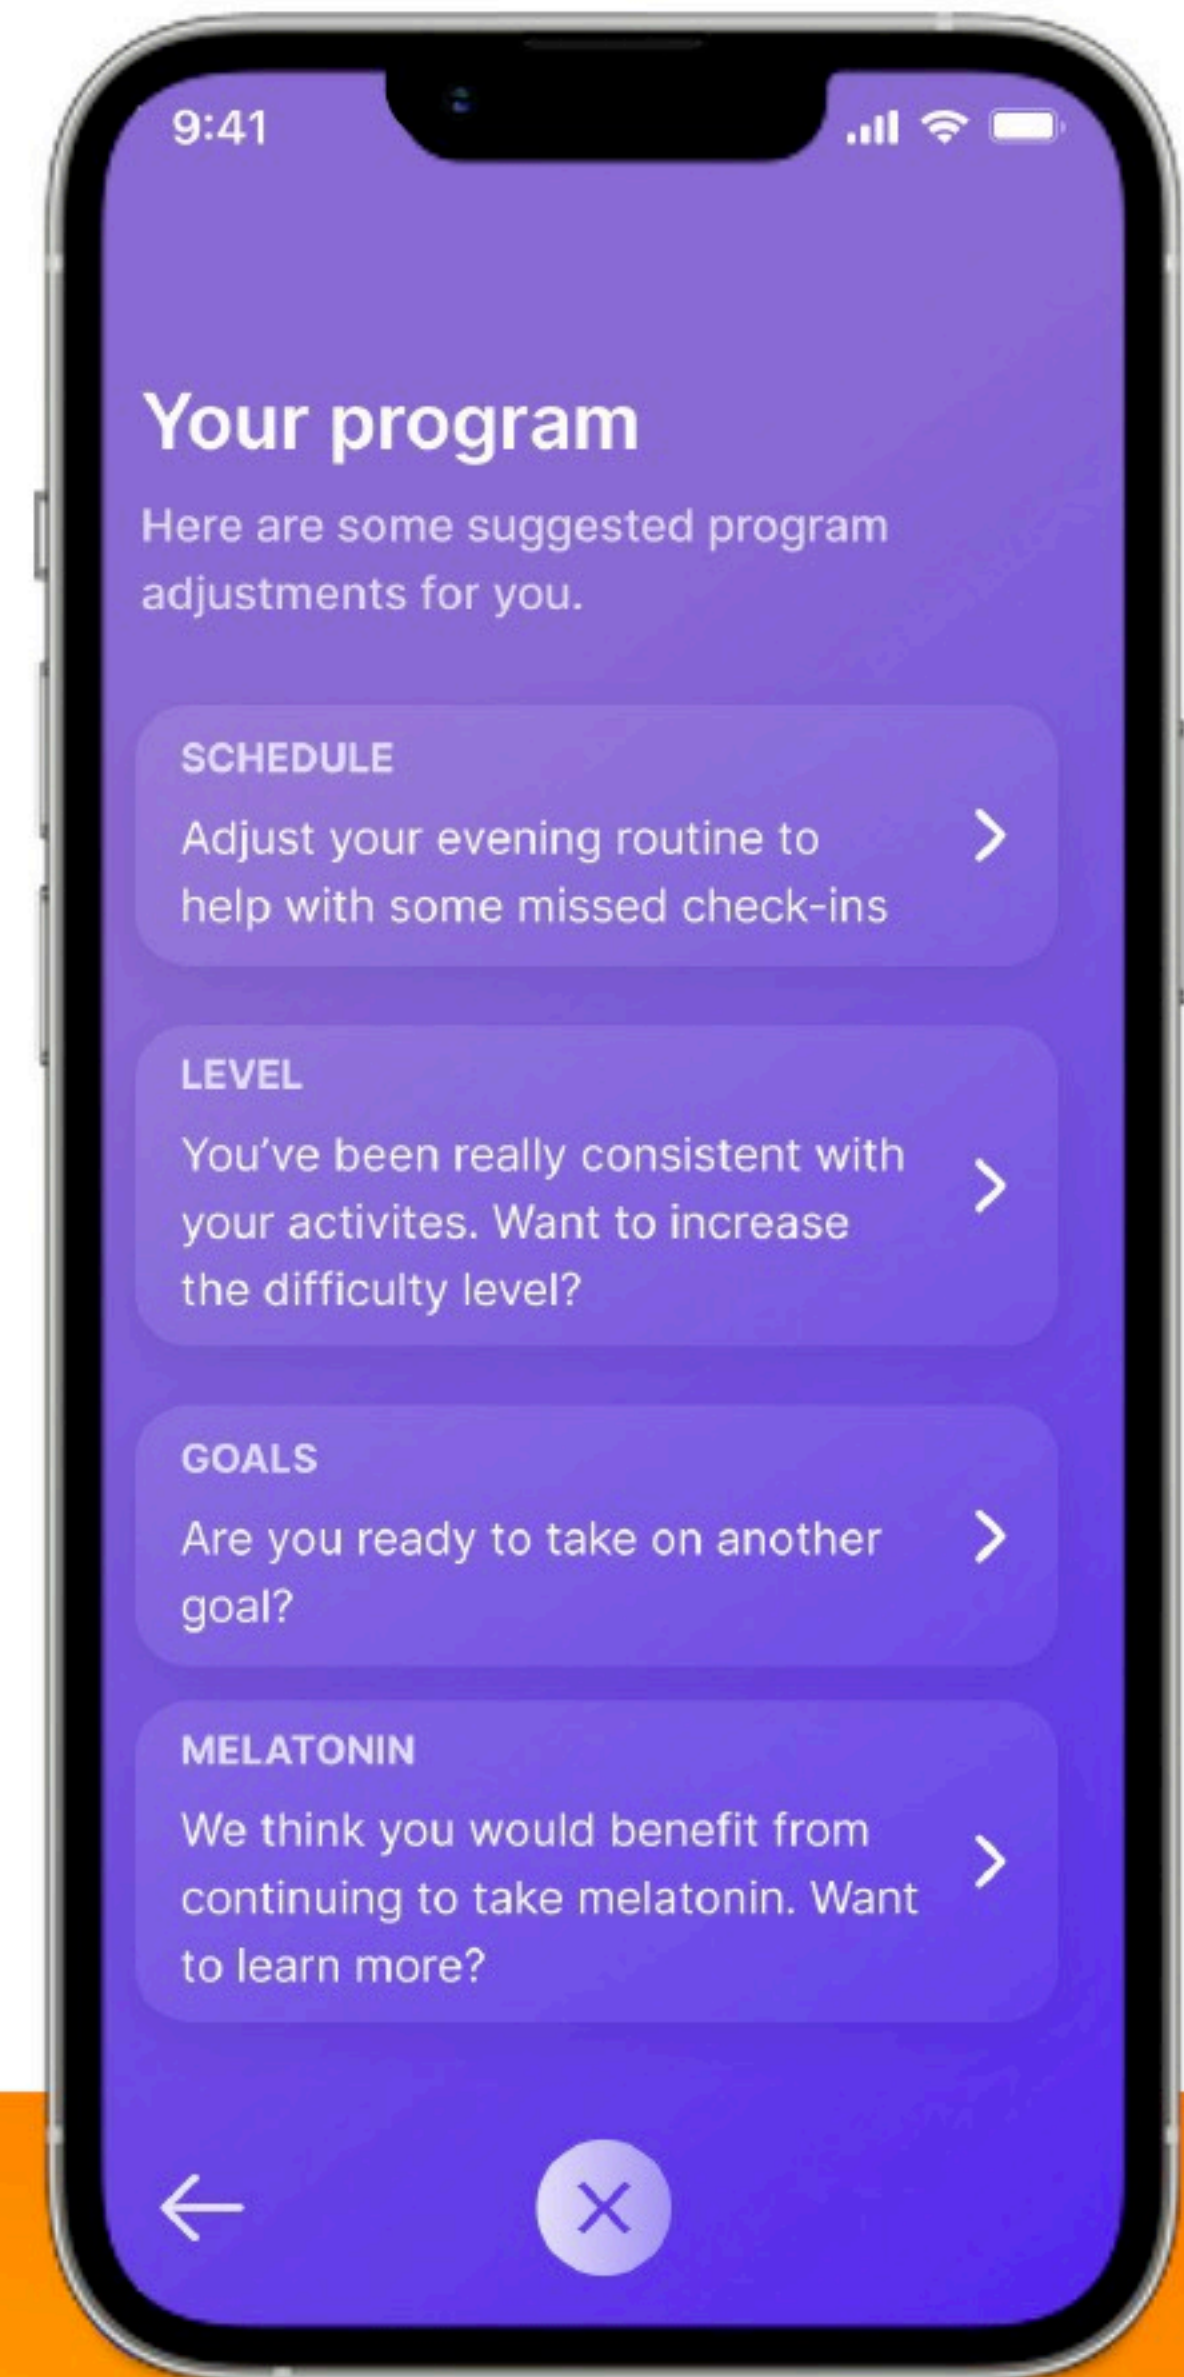 9:41
Your program
Here are some suggested program
adjustments for you.
SCHEDULE
Adjust your evening routine to
help with some missed check-ins
LEVEL
You’ve been really consistent with
your activites. Want to increase
the difficulty level?
GOALS
Are you ready to take on another
goal?
MELATONIN
We think you would benefit from
continuing to take melatonin. Want
to learn more?